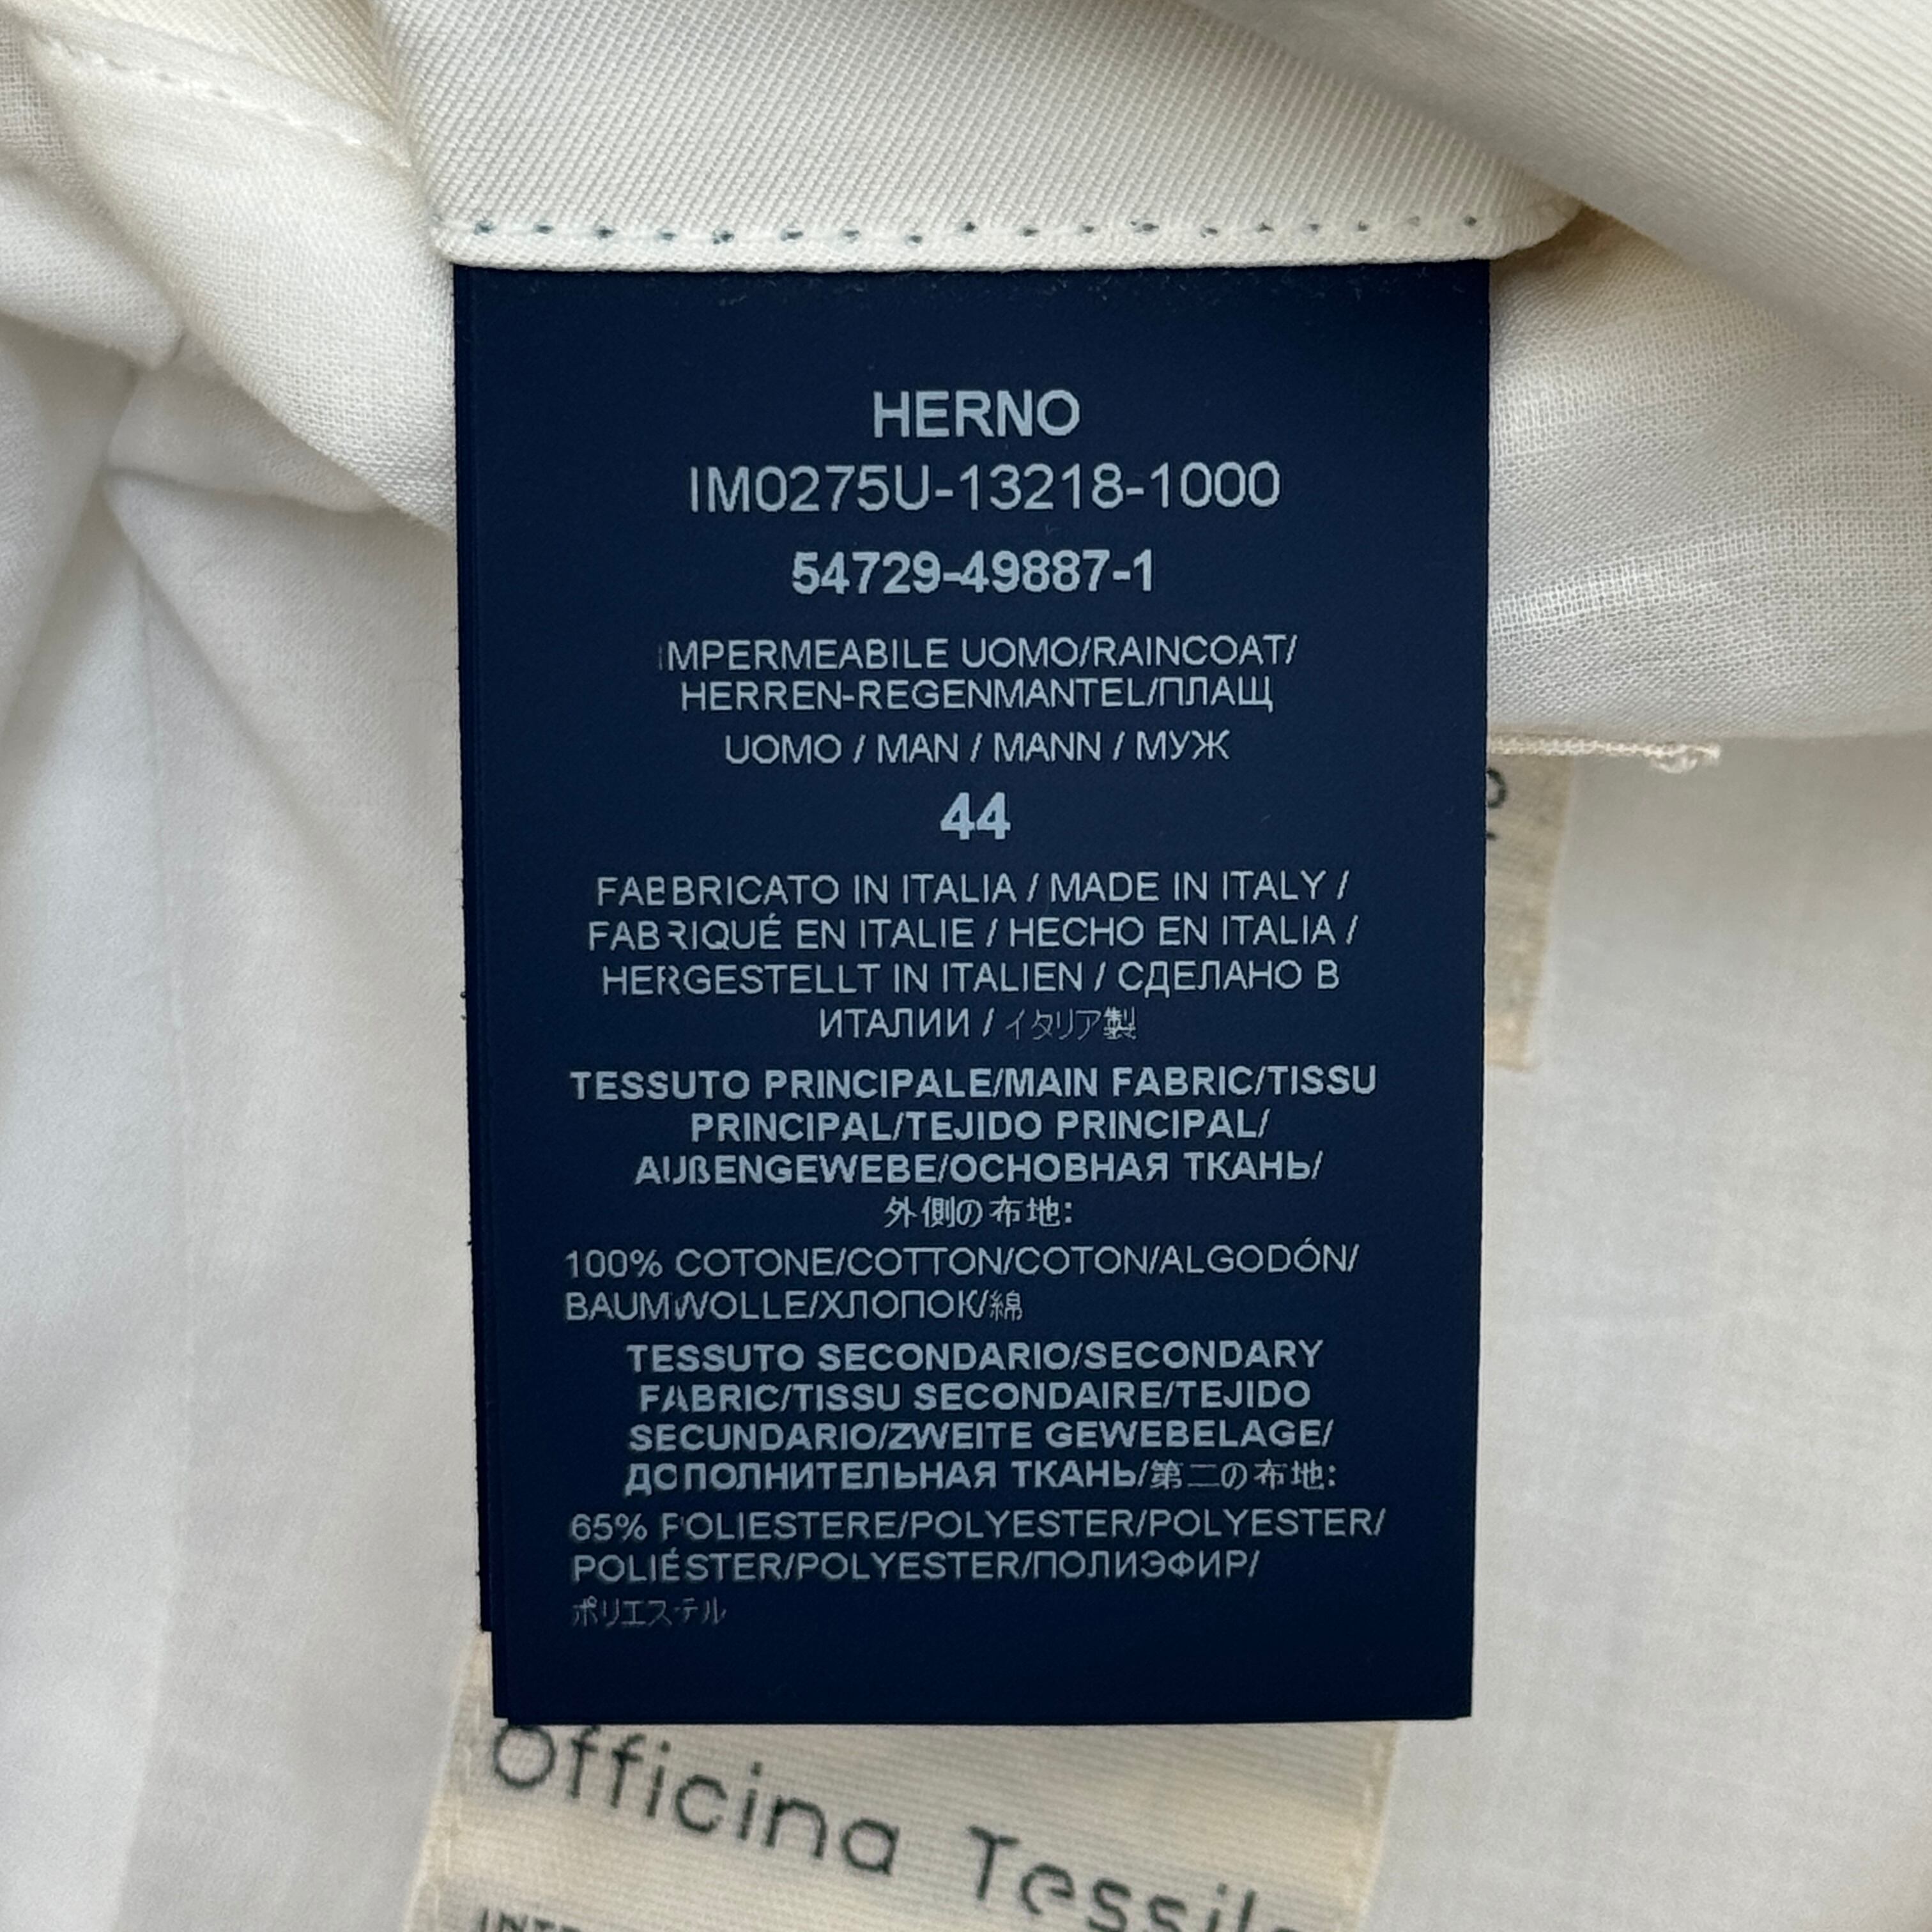 HERNO
IM0275U-13218-1000
54729-49887-1
IMPERMEABILE UOMO/RAINCOAT/
HERREN-REGENMANTEL/ПЛАЩ
UOMO / MAN / MANN / МУЖ
44
FABBRICATO IN ITALIA / MADE IN ITALY /
FABRIQUÉ EN ITALIE / HECHO EN ITALIA /
HERGESTELLT IN ITALIEN / СДЕЛАНО В
ИТАЛИИ / イタリア製
TESSUTO PRINCIPALE/MAIN FABRIC/TISSU
PRINCIPAL/TEJIDO PRINCIPAL/
AUßENGEWEBE/ОСНОВНАЯ ТКАНЬ/
外側の布地:
100% COTONE/COTTON/COTON/ALGODÓN/
BAUMWOLLE/ХЛОПОК/綿
TESSUTO SECONDARIO/SECONDARY
FABRIC/TISSU SECONDAIRE/TEJIDO
SECUNDARIO/ZWEITE GEWEBELAGE/
ДОПОЛНИТЕЛЬНАЯ ТКАНЬ/第二の布地:
65% POLIESTERE/POLYESTER/POLYESTER/
POLIÉSTER/POLYESTER/ПОЛИЭФИР/
ポリエステル
Officina Tessile